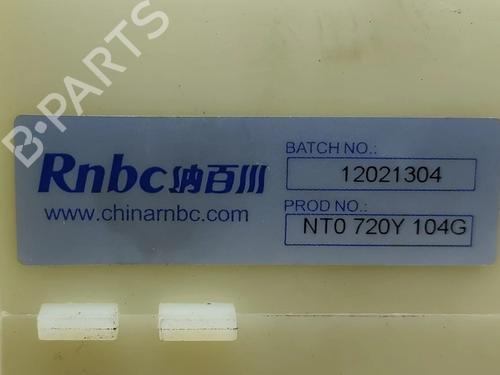 B·PARTS
Rnbc纳百川
www.chinarnbc.com
BATCH NO.:
12021304
PROD NO.:
NT0 720Y 104G
B·PARTS